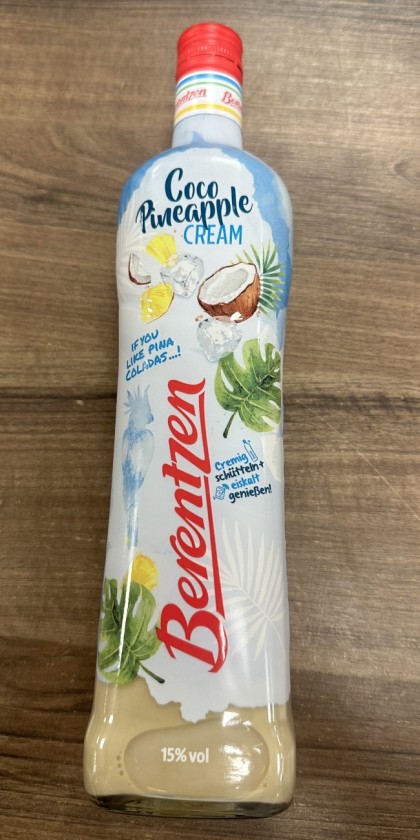 Berentzen
Coco
Pineapple
CREAM
IF YOU
LIKE PINA
COLADAS...!
Berentzen
Cremig
schütteln+
eiskalt
genießen!
15% vol